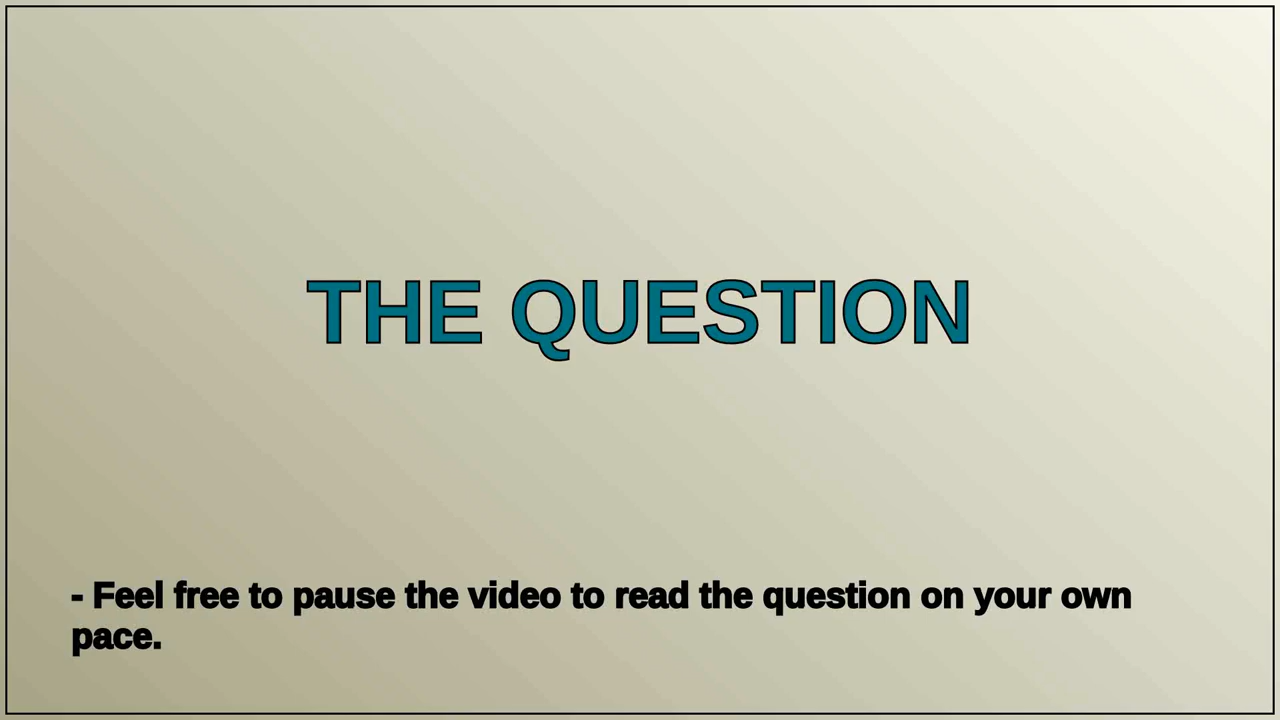 THE QUESTION
- Feel free to pause the video to read the question on your own
pace.